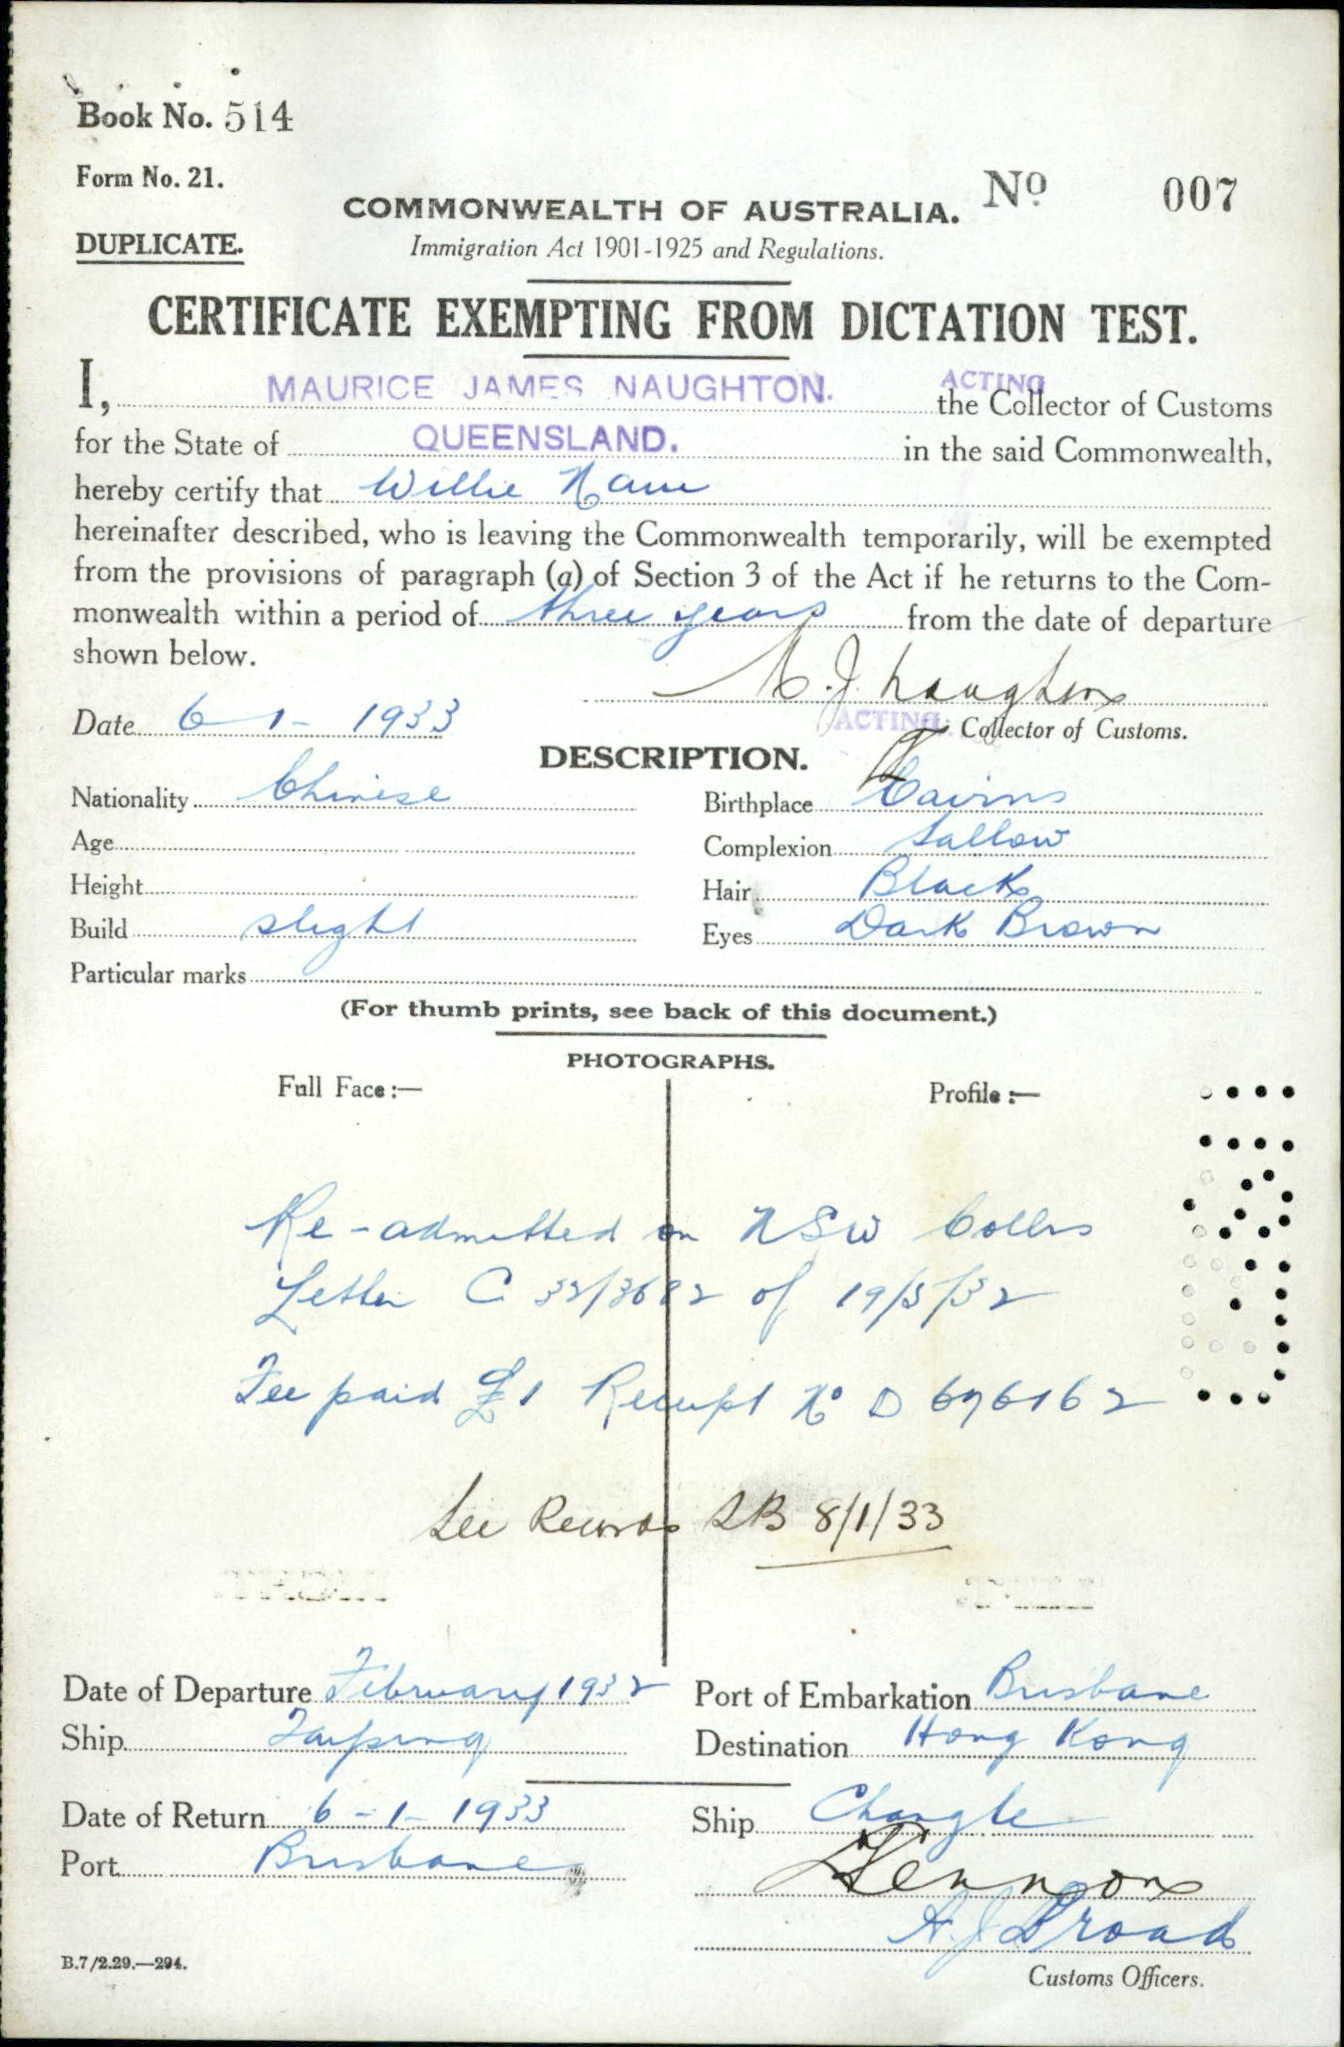 Book No. 514
Form No. 21.
DUPLICATE.
COMMONWEALTH OF AUSTRALIA.
No 007
Immigration Act 1901-1925 and Regulations.
CERTIFICATE EXEMPTING FROM DICTATION TEST.
I, MAURICE JAMES NAUGHTON. ACTING the Collector of Customs
for the State of QUEENSLAND. in the said Commonwealth,
hereby certify that Willie Nam
hereinafter described, who is leaving the Commonwealth temporarily, will be exempted
from the provisions of paragraph (a) of Section 3 of the Act if he returns to the Com-
monwealth within a period of three years from the date of departure
shown below.
M. J. Naughton
Date 6-1-1933
ACTING Collector of Customs.
DESCRIPTION.
Nationality Chinese Birthplace Cairns
Age Complexion Sallow
Height Hair Black
Build slight Eyes Dark Brown
Particular marks
(For thumb prints, see back of this document.)
PHOTOGRAPHS.
Full Face :— Profile :—
Re-admitted on NSW Colls
Letter C 32/3682 of 19/5/32
Fee paid £1 Receipt No D 676162
See Records 8/1/33
Date of Departure February 1932 Port of Embarkation Brisbane
Ship Taiping Destination Hong Kong
Date of Return 6-1-1933 Ship Changte
Port Brisbane
A. J. Broad
B.7/2.29.—294.
Customs Officers.